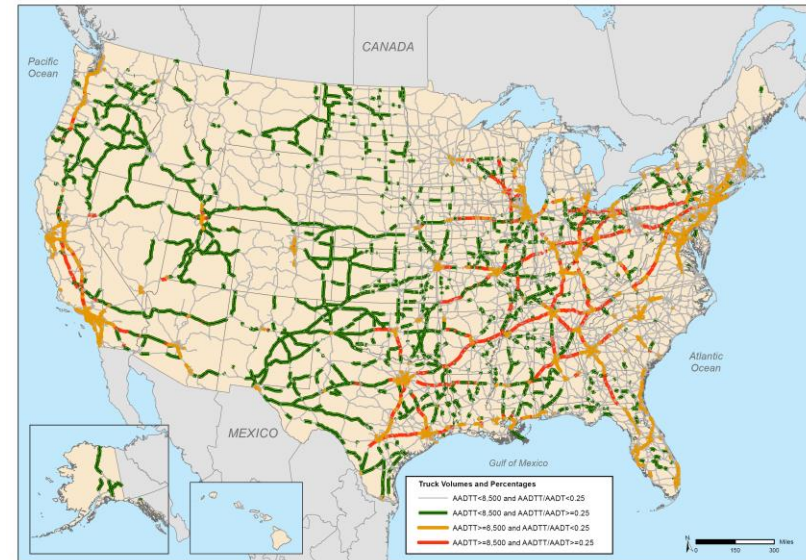 CANADA
Pacific
Ocean
Atlantic
Ocean
MEXICO
Gulf of Mexico
Truck Volumes and Percentages
AADTT<8,500 and AADTT/AADT<0.25
AADTT<8,500 and AADTT/AADT>=0.25
AADTT>=8,500 and AADTT/AADT<0.25
AADTT>=8,500 and AADTT/AADT>=0.25
N
0 150 300 Miles